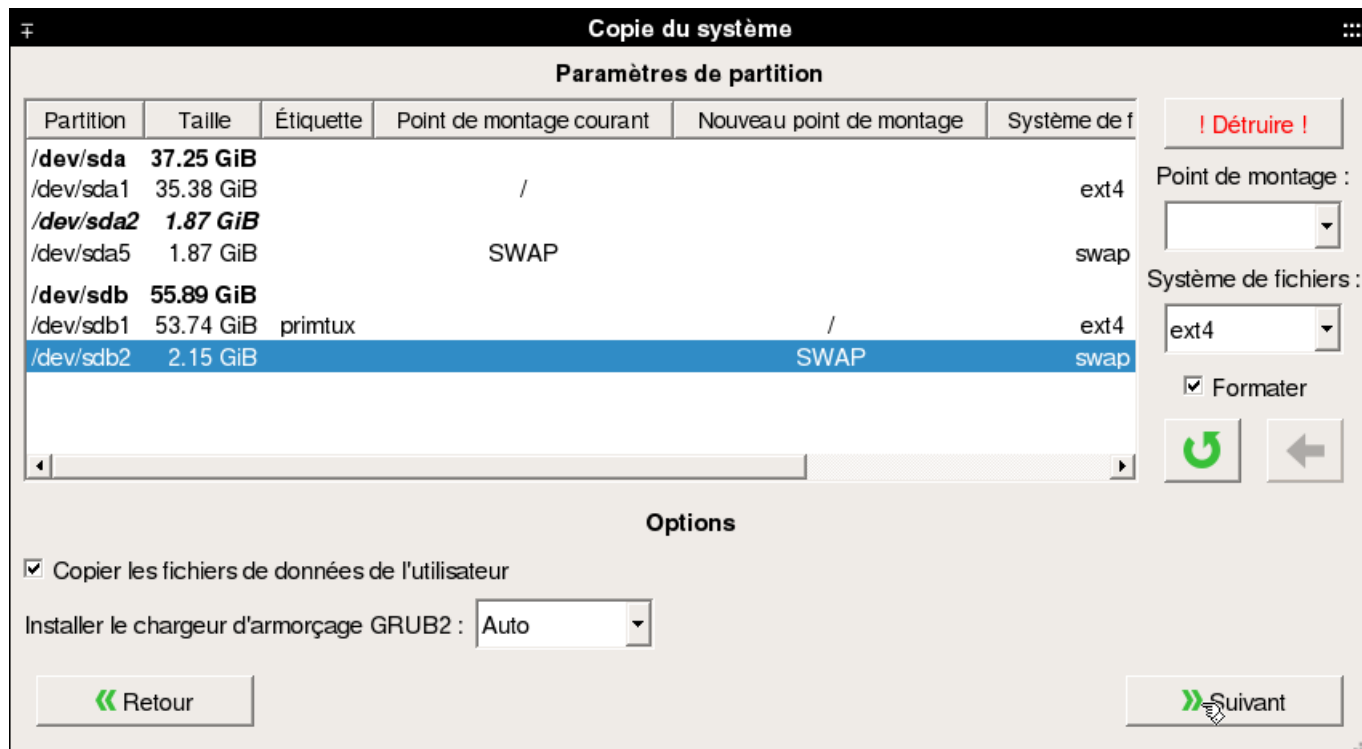 Copie du système
Paramètres de partition
Partition Taille Étiquette Point de montage courant Nouveau point de montage Système de f
! Détruire !
/dev/sda 37.25 GiB
/dev/sda1 35.38 GiB / ext4
/dev/sda2 1.87 GiB
/dev/sda5 1.87 GiB SWAP swap
/dev/sdb 55.89 GiB
/dev/sdb1 53.74 GiB primtux / ext4
/dev/sdb2 2.15 GiB SWAP swap
Point de montage :
Système de fichiers :
ext4
Formater
Options
Copier les fichiers de données de l'utilisateur
Installer le chargeur d'armorçage GRUB2 : Auto
Retour
Suivant